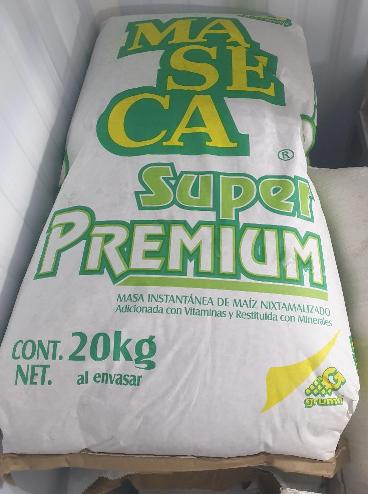 MA
SE
CA
®
Super
PREMIUM
MASA INSTANTÁNEA DE MAÍZ NIXTAMALIZADO
Adicionada con Vitaminas y Restituida con Minerales
CONT. 20kg
NET. al envasar
gruma